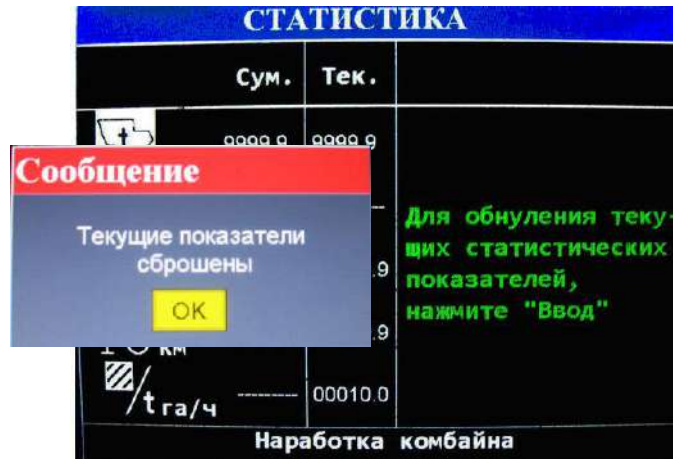 СТАТИСТИКА
Сум. Тек.
9999.9 9999.9
Сообщение
Текущие показатели
сброшены
OK
Для обнуления теку-
щих статистических
показателей,
нажмите "Ввод"
.9
.9
км
/t га/ч -------- 00010.0
Наработка комбайна